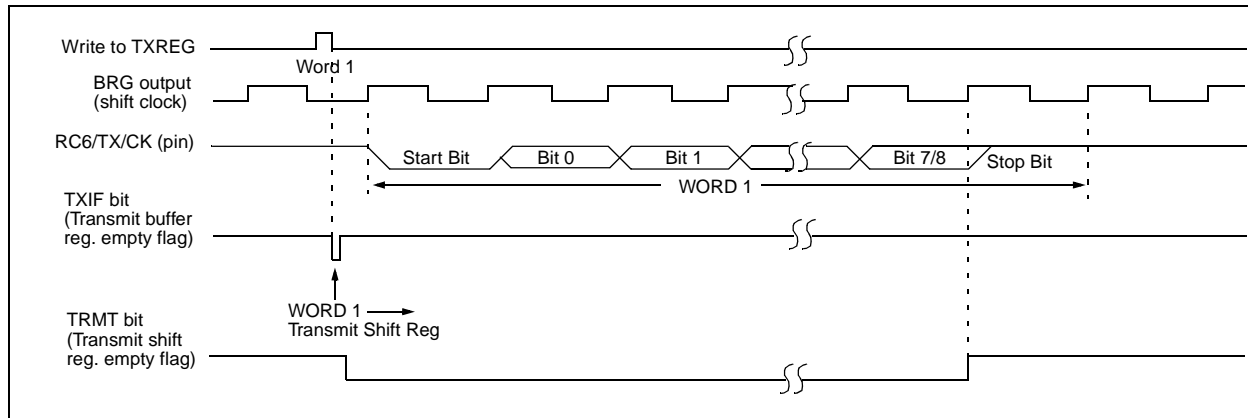 Write to TXREG
Word 1
BRG output
(shift clock)
RC6/TX/CK (pin)
Start Bit
Bit 0
Bit 1
Bit 7/8
Stop Bit
WORD 1
TXIF bit
(Transmit buffer
reg. empty flag)
WORD 1
Transmit Shift Reg
TRMT bit
(Transmit shift
reg. empty flag)